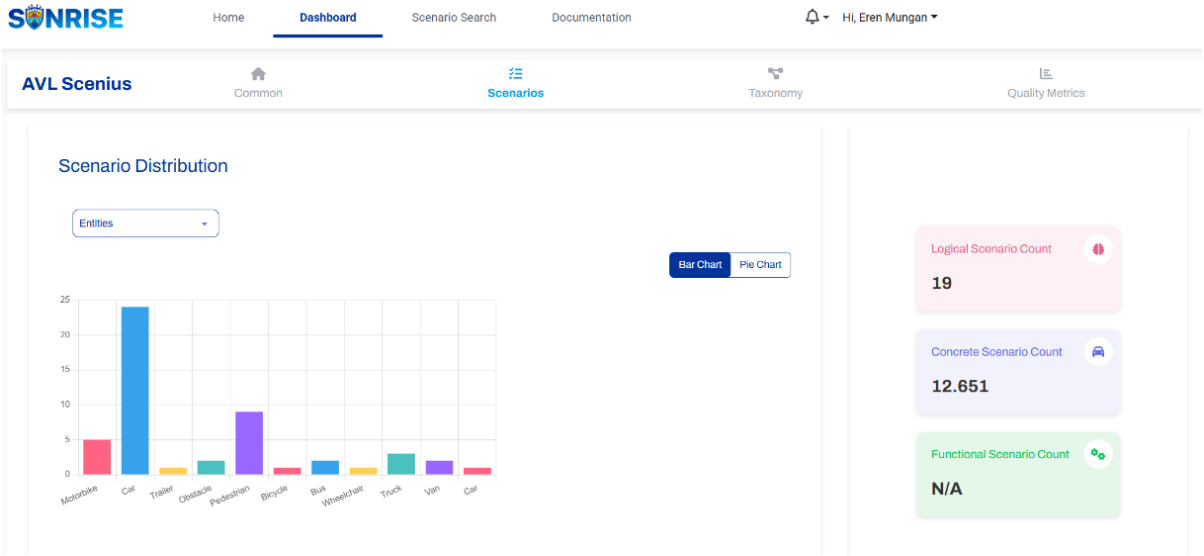 SUNRISE
Home
Dashboard
Scenario Search
Documentation
Hi, Eren Mungan
AVL Scenius
Common
Scenarios
Taxonomy
Quality Metrics
Scenario Distribution
Entities
Bar Chart
Pie Chart
25
20
15
10
5
0
Motorbike
Car
Trailer
Obstacle
Pedestrian
Bicycle
Bus
Wheelchair
Truck
Van
Car
Logical Scenario Count
19
Concrete Scenario Count
12.651
Functional Scenario Count
N/A